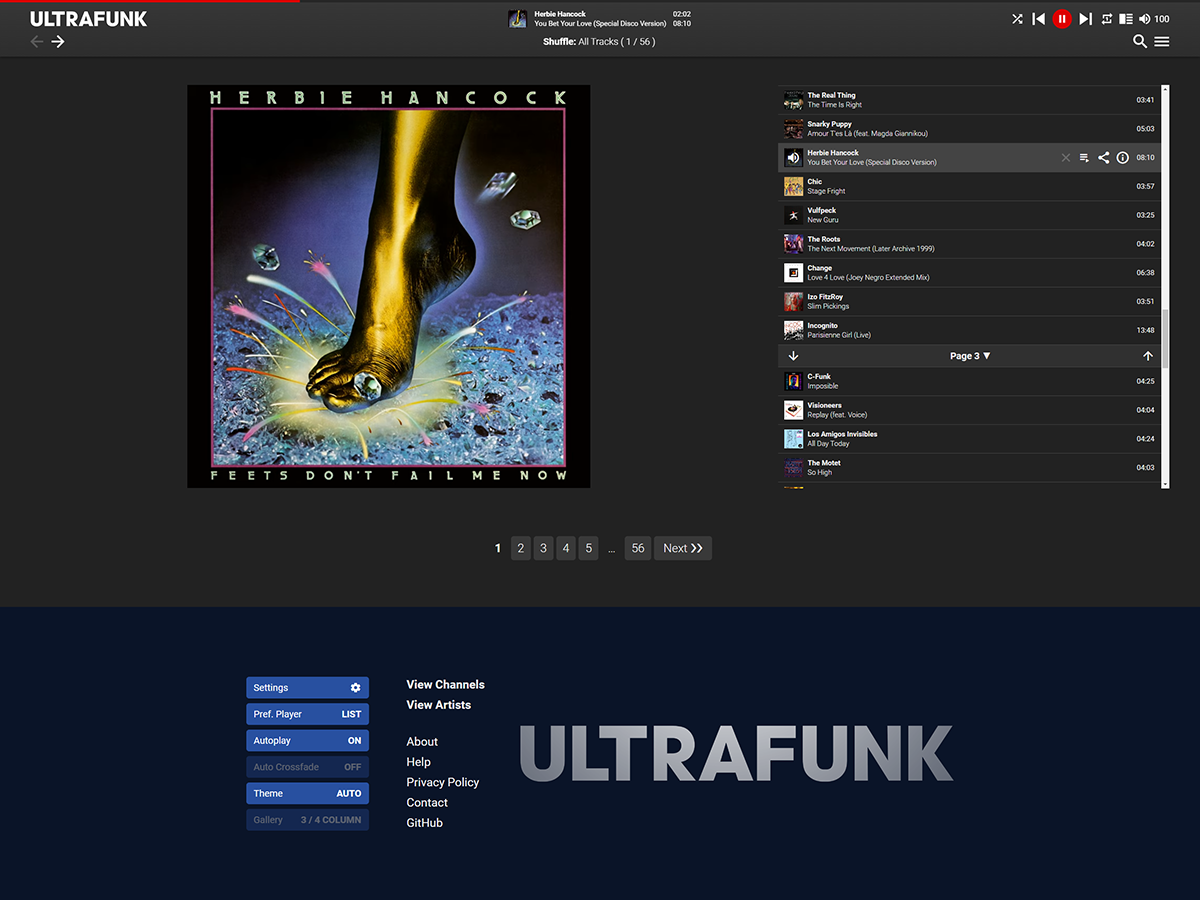 ULTRAFUNK
Herbie Hancock 02:02
You Bet Your Love (Special Disco Version) 08:10
Shuffle: All Tracks ( 1 / 56 )
100
HERBIE HANCOCK
FEETS DON'T FAIL ME NOW
The Real Thing
The Time Is Right
03:41
Snarky Puppy
Amour T'es Là (feat. Magda Giannikou)
05:03
Herbie Hancock
You Bet Your Love (Special Disco Version)
08:10
Chic
Stage Fright
03:57
Vulfpeck
New Guru
03:25
The Roots
The Next Movement (Later Archive 1999)
04:02
Change
Love 4 Love (Joey Negro Extended Mix)
06:38
Izo FitzRoy
Slim Pickings
03:51
Incognito
Parisienne Girl (Live)
13:48
Page 3 ▼
C-Funk
Imposible
04:25
Visioneers
Replay (feat. Voice)
04:04
Los Amigos Invisibles
All Day Today
04:24
The Motet
So High
04:03
1 2 3 4 5 ... 56 Next
Settings
Pref. Player LIST
Autoplay ON
Auto Crossfade OFF
Theme AUTO
Gallery 3 / 4 COLUMN
View Channels
View Artists
About
Help
Privacy Policy
Contact
GitHub
ULTRAFUNK